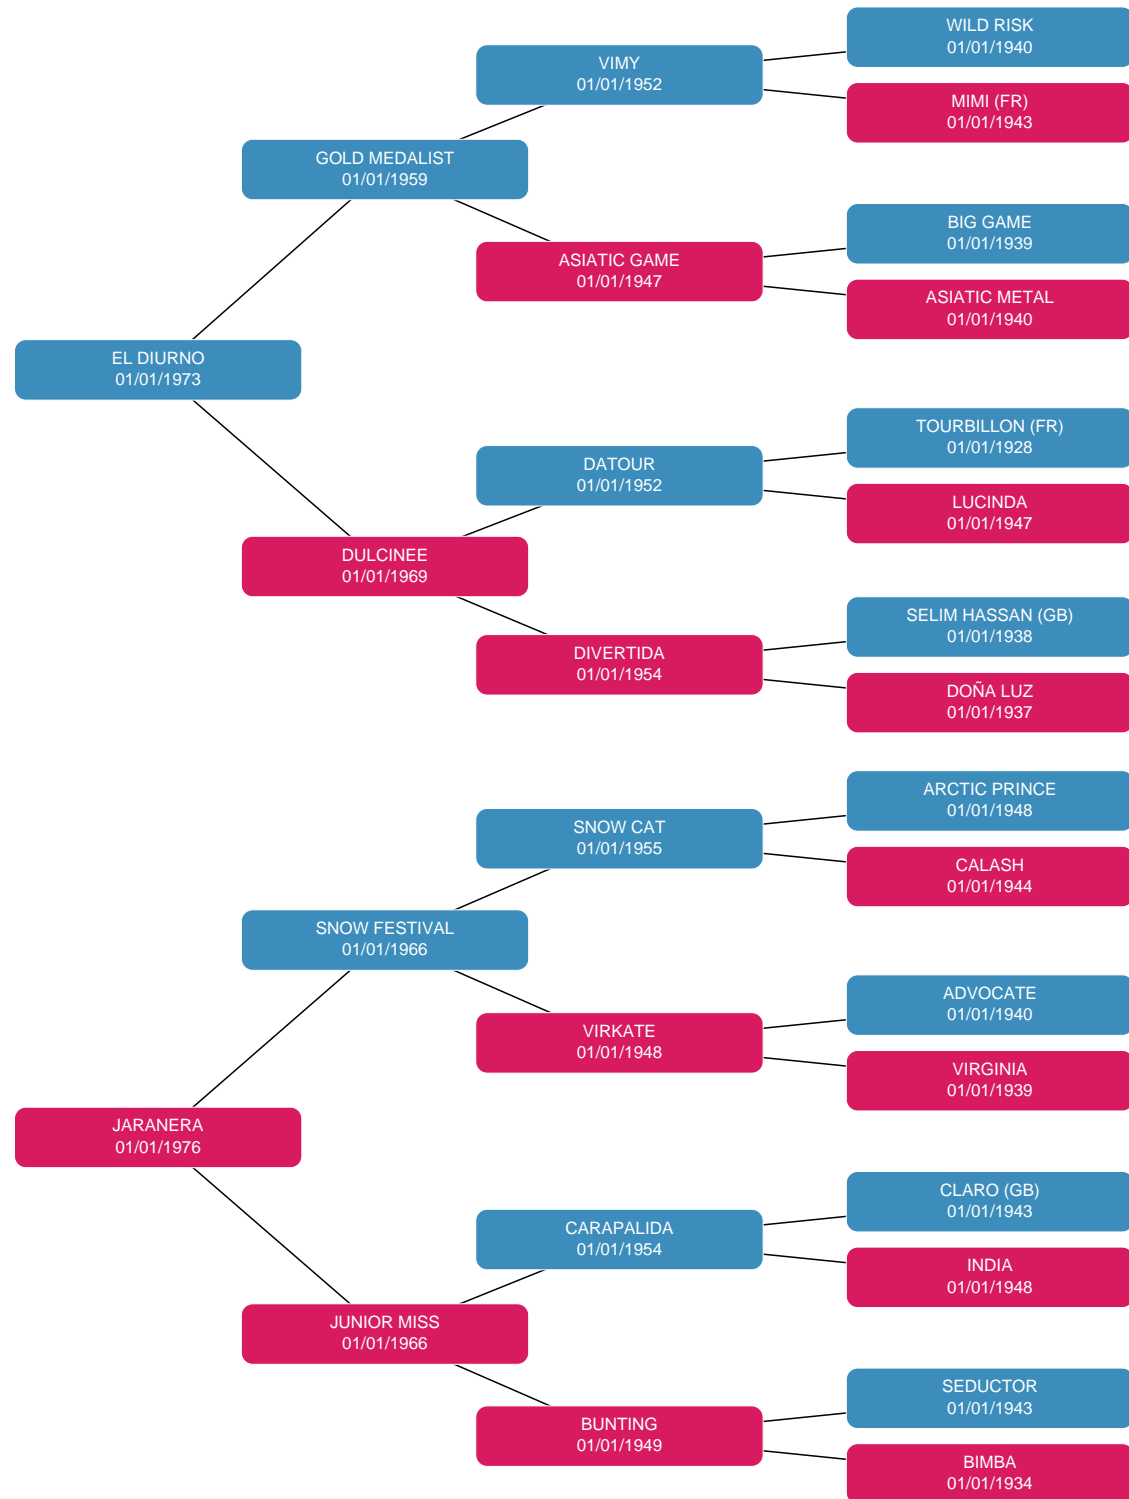 WILD RISK
01/01/1940
VIMY
01/01/1952
MIMI (FR)
01/01/1943
GOLD MEDALIST
01/01/1959
BIG GAME
01/01/1939
ASIATIC GAME
01/01/1947
ASIATIC METAL
01/01/1940
EL DIURNO
01/01/1973
TOURBILLON (FR)
01/01/1928
DATOUR
01/01/1952
LUCINDA
01/01/1947
DULCINEE
01/01/1969
SELIM HASSAN (GB)
01/01/1938
DIVERTIDA
01/01/1954
DOÑA LUZ
01/01/1937
ARCTIC PRINCE
01/01/1948
SNOW CAT
01/01/1955
CALASH
01/01/1944
SNOW FESTIVAL
01/01/1966
ADVOCATE
01/01/1940
VIRKATE
01/01/1948
VIRGINIA
01/01/1939
JARANERA
01/01/1976
CLARO (GB)
01/01/1943
CARAPALIDA
01/01/1954
INDIA
01/01/1948
JUNIOR MISS
01/01/1966
SEDUCTOR
01/01/1943
BUNTING
01/01/1949
BIMBA
01/01/1934